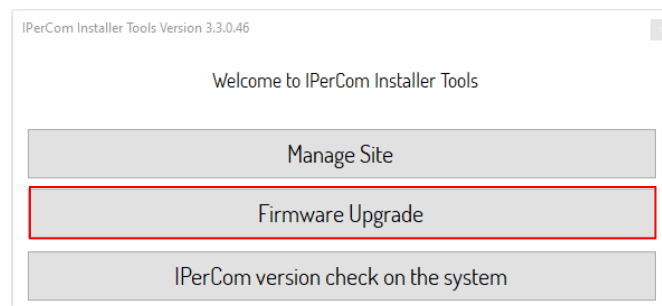 IPerCom Installer Tools Version 3.3.0.46
Welcome to IPerCom Installer Tools
Manage Site
Firmware Upgrade
IPerCom version check on the system